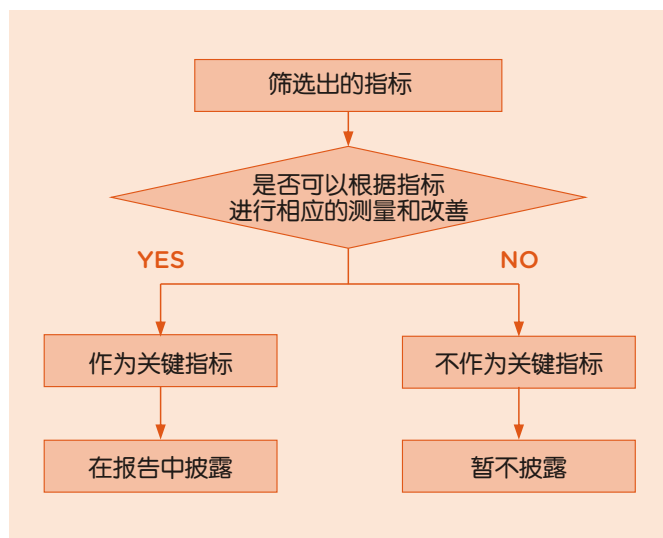 筛选出的指标
是否可以根据指标
进行相应的测量和改善
YES
NO
作为关键指标
不作为关键指标
在报告中披露
暂不披露